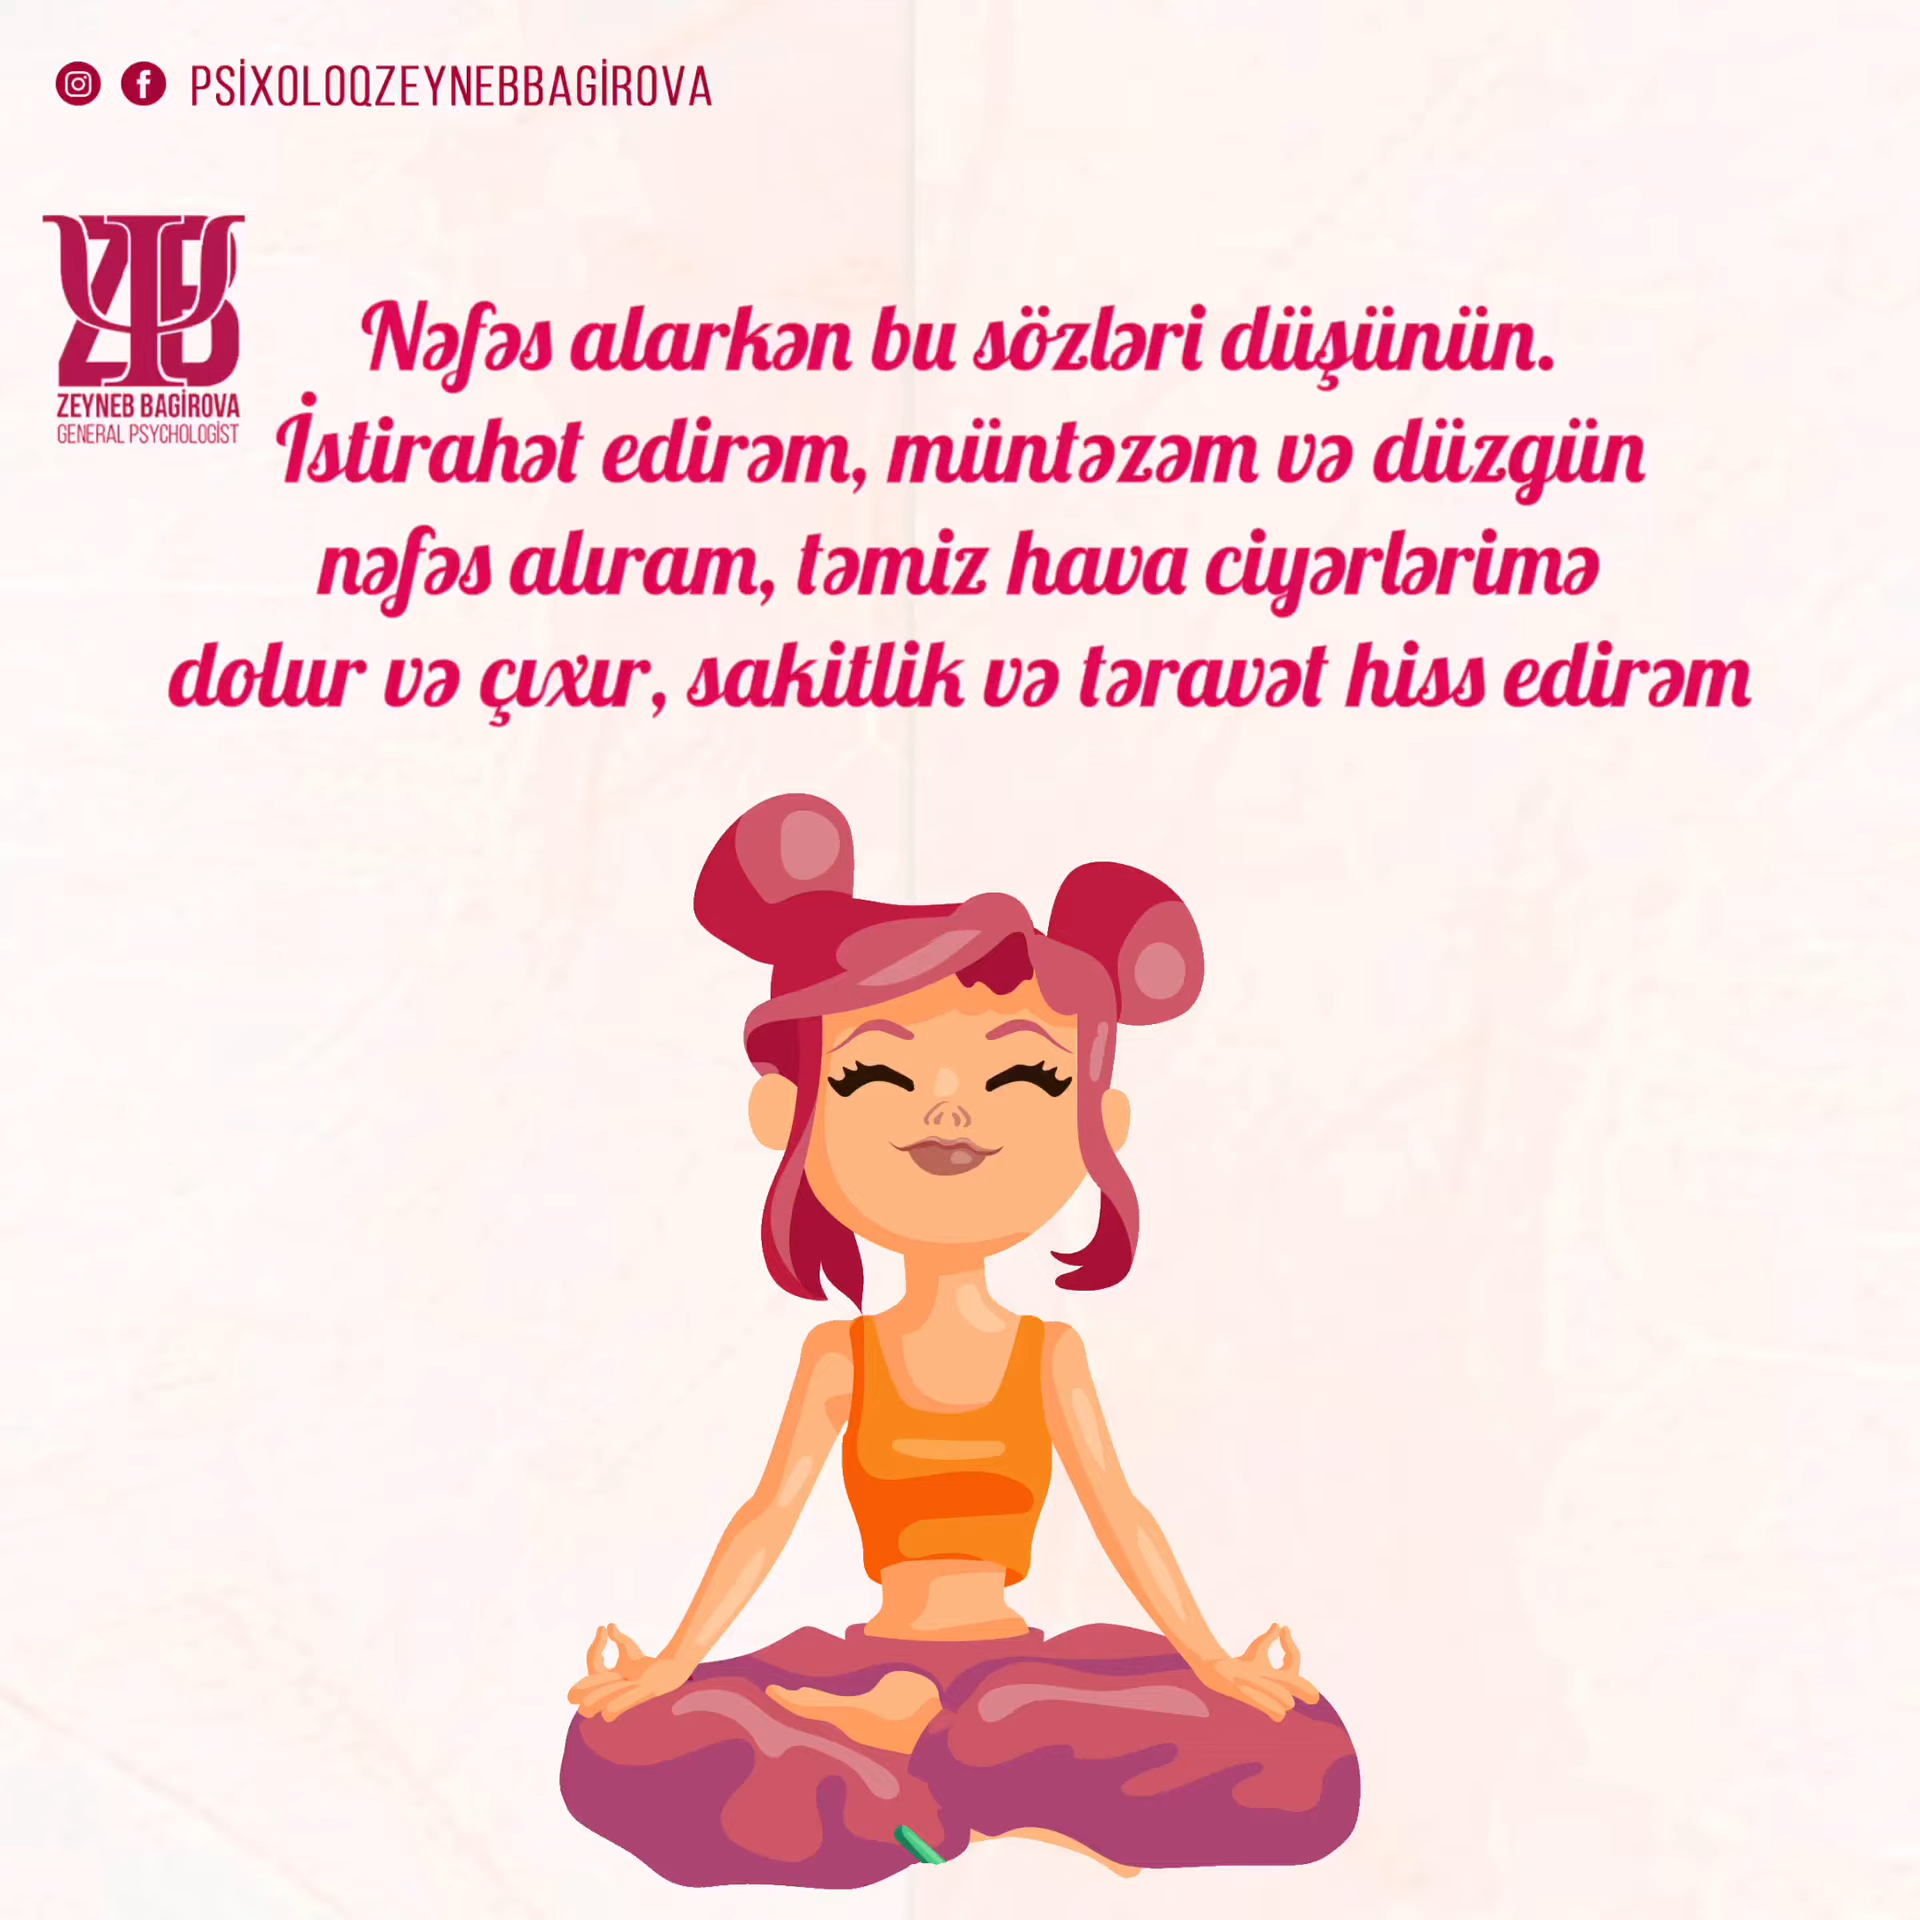 PSİXOLOQZEYNEBBAGİROVA
ZEYNEB BAGİROVA
GENERAL PSYCHOLOGİST
Nəfəs alarkən bu sözləri düşünün.
İstirahət edirəm, müntəzəm və düzgün
nəfəs alıram, təmiz hava ciyərlərimə
dolur və çıxır, sakitlik və təravət hiss edirəm